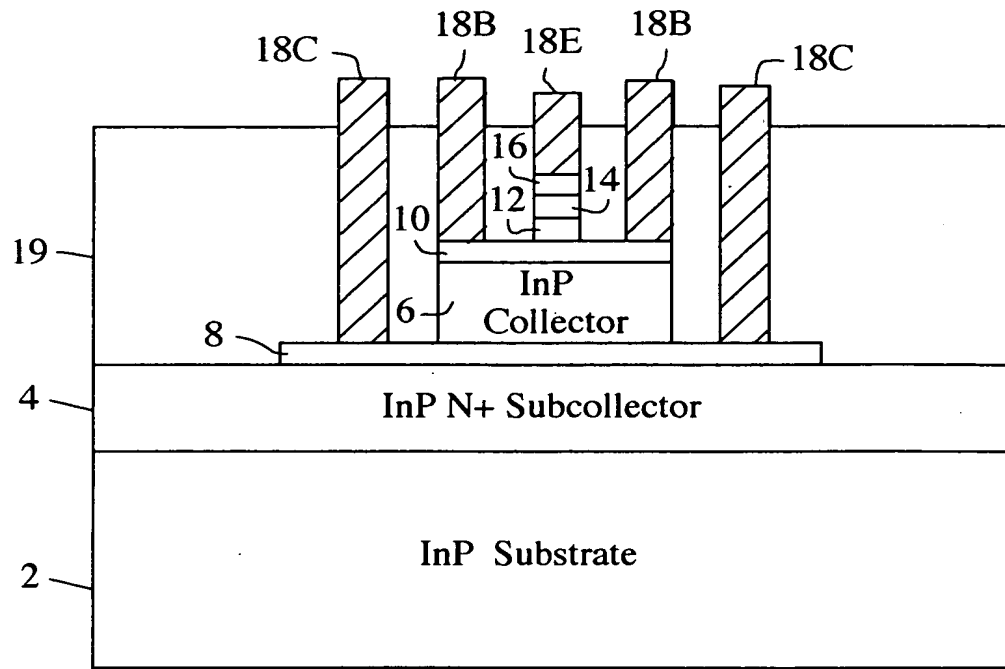 18C
18B
18E
18B
18C
16
14
12
10
19
InP
6
Collector
8
4
InP N+ Subcollector
InP Substrate
2